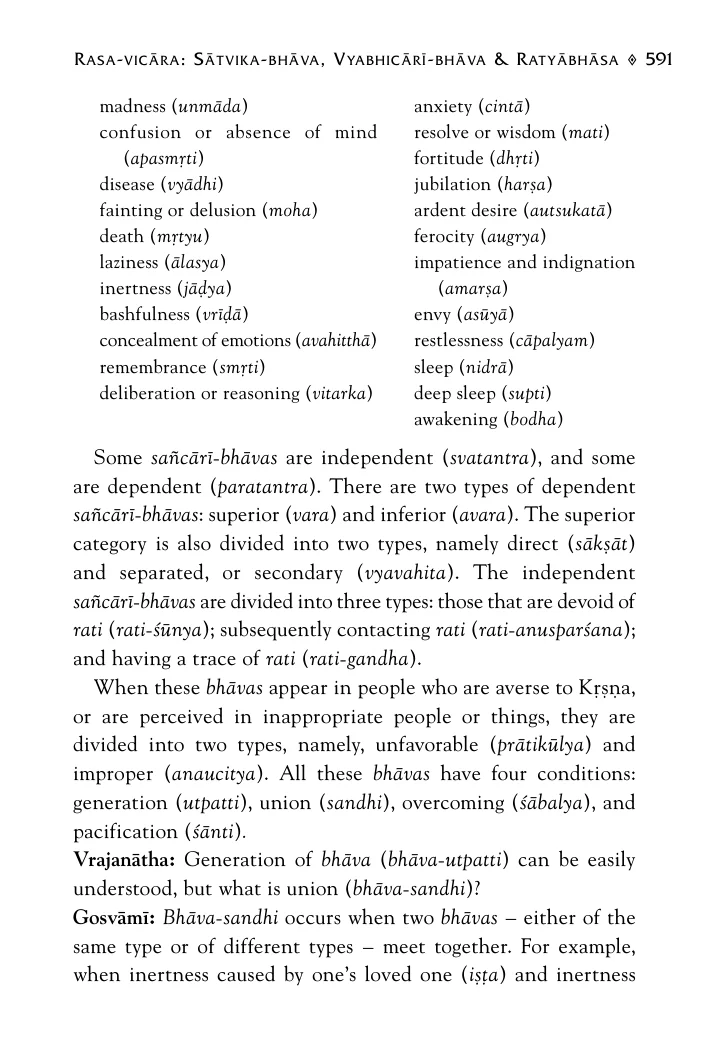 RASA-VICĀRA: SĀTVIKA-BHĀVA, VYABHICĀRĪ-BHĀVA & RATYĀBHĀSA ◈ 591
madness (unmāda)
confusion or absence of mind
(apasmṛti)
disease (vyādhi)
fainting or delusion (moha)
death (mṛtyu)
laziness (ālasya)
inertness (jāḍya)
bashfulness (vrīḍā)
concealment of emotions (avahitthā)
remembrance (smṛti)
deliberation or reasoning (vitarka)
anxiety (cintā)
resolve or wisdom (mati)
fortitude (dhṛti)
jubilation (harṣa)
ardent desire (autsukatā)
ferocity (augrya)
impatience and indignation
(amarṣa)
envy (asūyā)
restlessness (cāpalyam)
sleep (nidrā)
deep sleep (supti)
awakening (bodha)
Some sañcārī-bhāvas are independent (svatantra), and some
are dependent (paratantra). There are two types of dependent
sañcārī-bhāvas: superior (vara) and inferior (avara). The superior
category is also divided into two types, namely direct (sākṣāt)
and separated, or secondary (vyavahita). The independent
sañcārī-bhāvas are divided into three types: those that are devoid of
rati (rati-śūnya); subsequently contacting rati (rati-anusparśana);
and having a trace of rati (rati-gandha).
When these bhāvas appear in people who are averse to Kṛṣṇa,
or are perceived in inappropriate people or things, they are
divided into two types, namely, unfavorable (prātikūlya) and
improper (anaucitya). All these bhāvas have four conditions:
generation (utpatti), union (sandhi), overcoming (śābalya), and
pacification (śānti).
Vrajanātha: Generation of bhāva (bhāva-utpatti) can be easily
understood, but what is union (bhāva-sandhi)?
Gosvāmī: Bhāva-sandhi occurs when two bhāvas – either of the
same type or of different types – meet together. For example,
when inertness caused by one's loved one (iṣṭa) and inertness